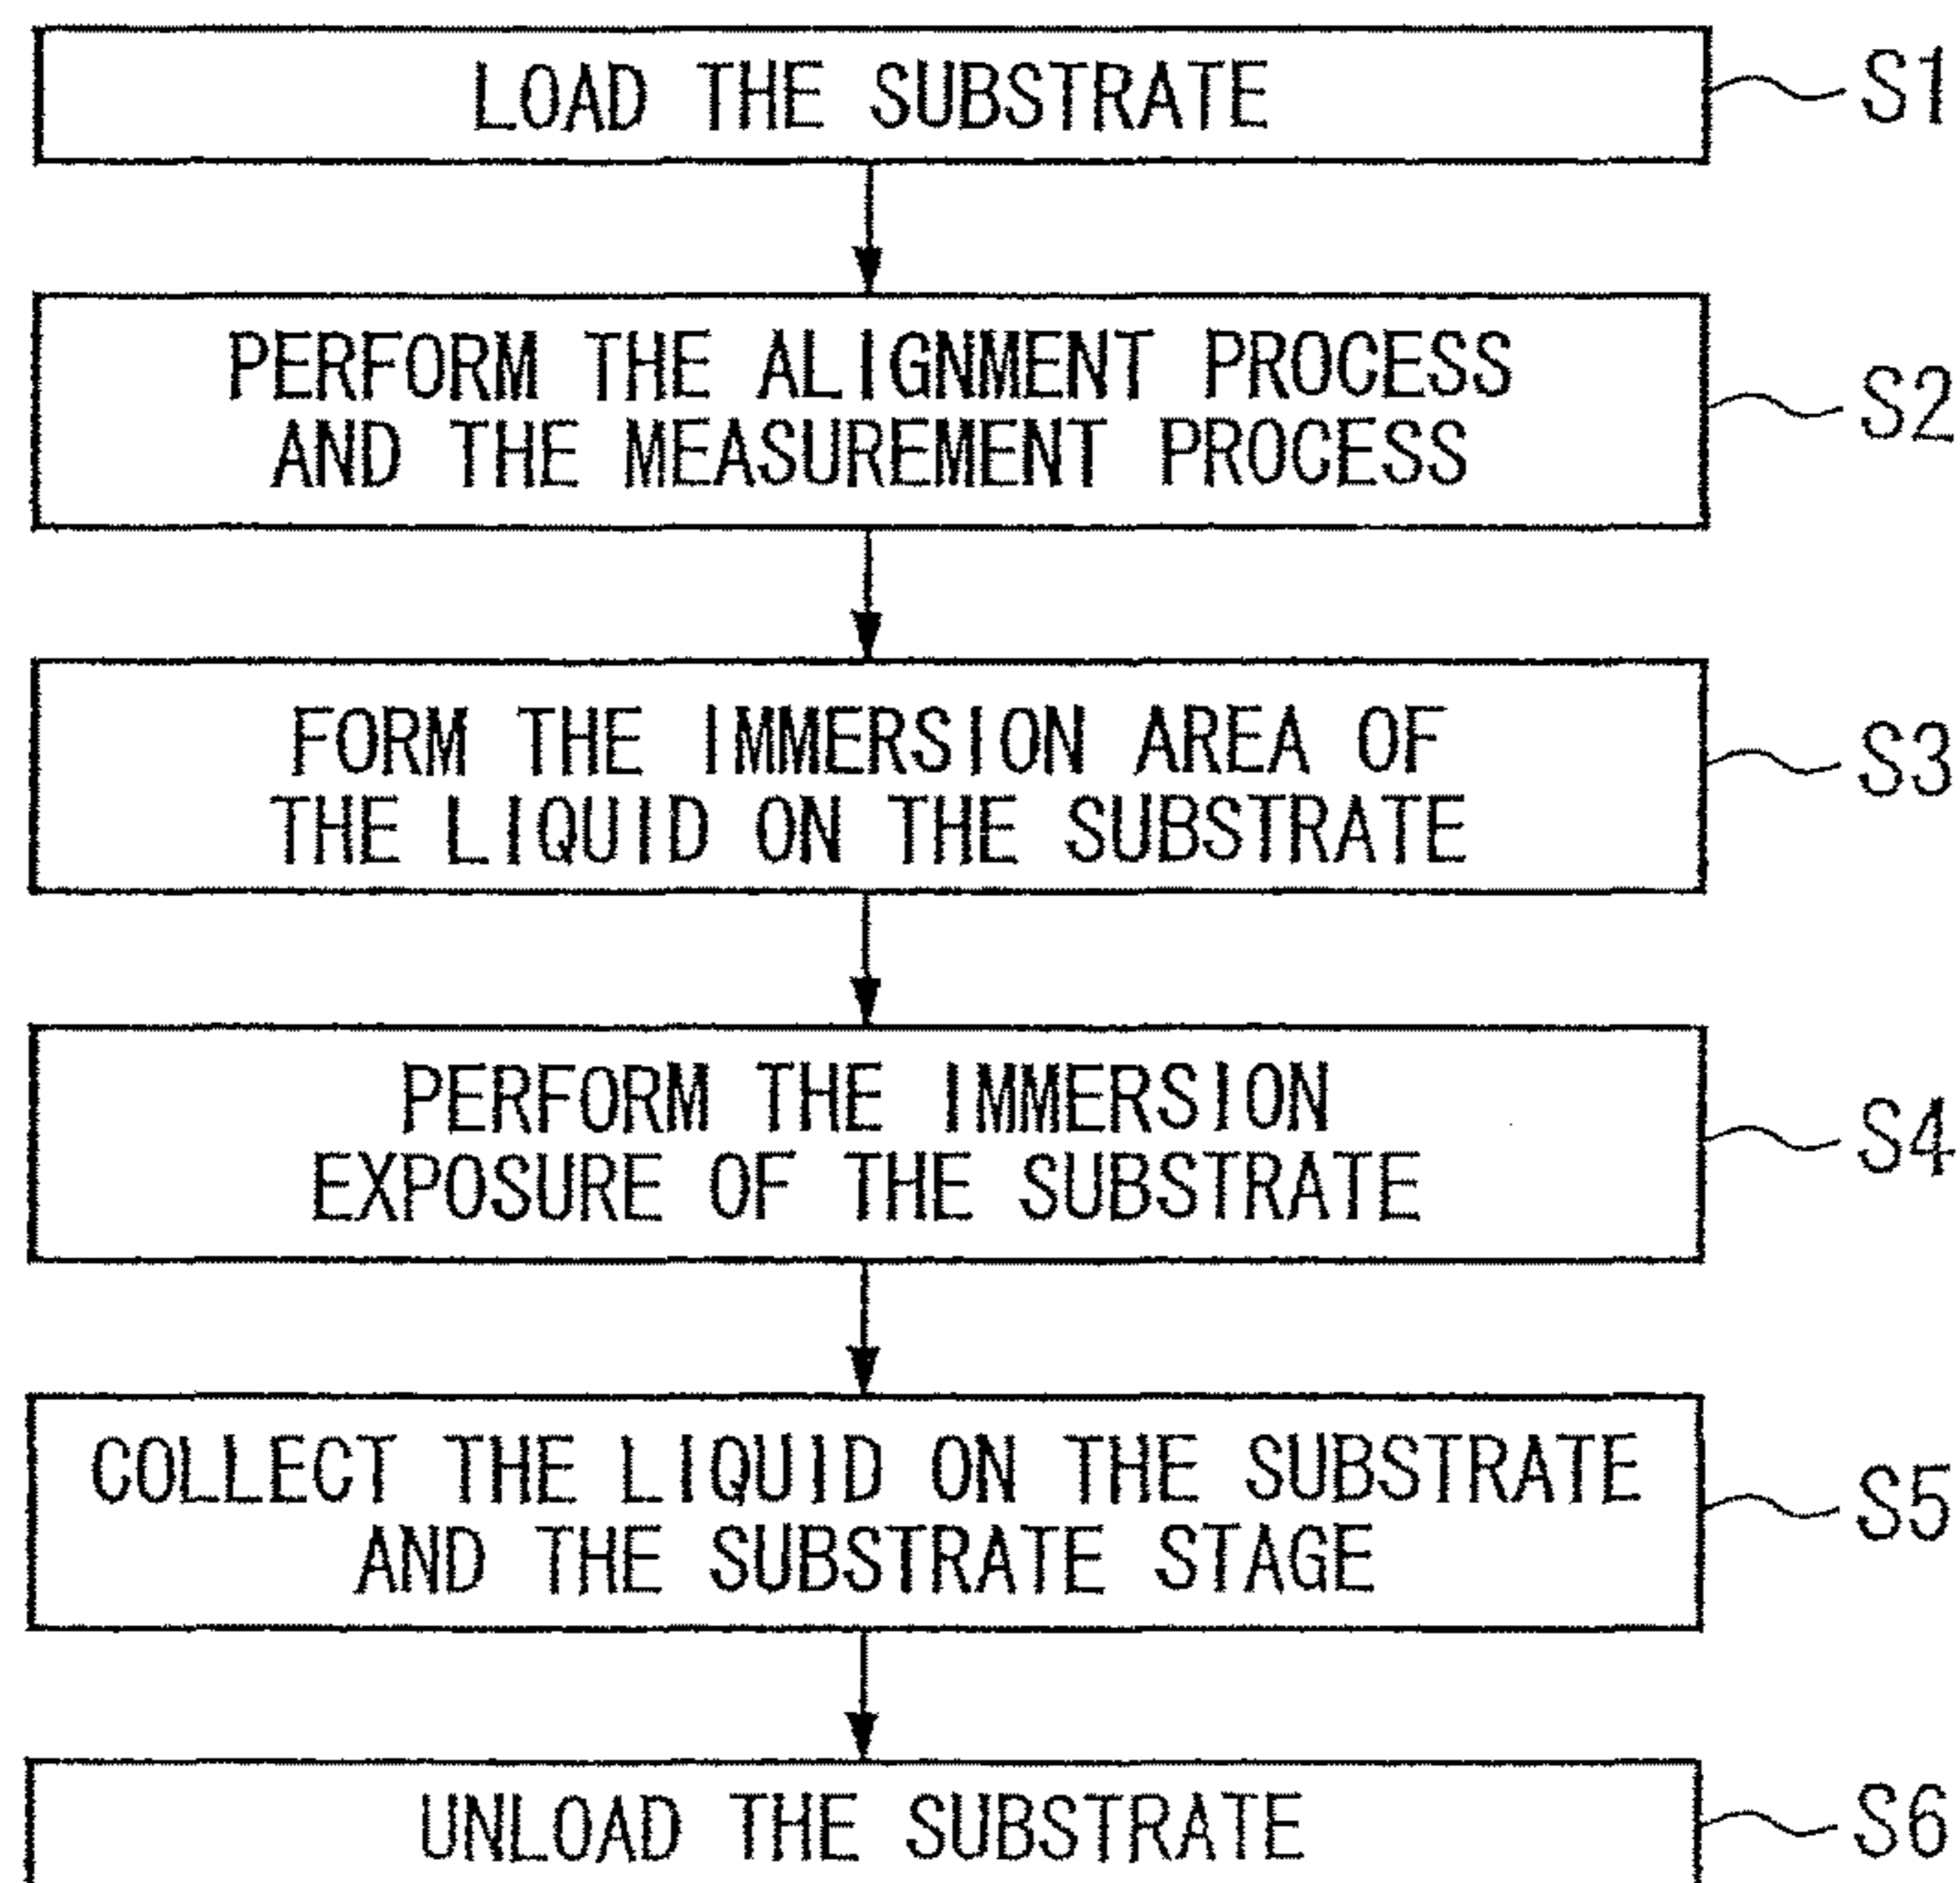 LOAD THE SUBSTRATE
S1
PERFORM THE ALIGNMENT PROCESS
AND THE MEASUREMENT PROCESS
S2
FORM THE IMMERSION AREA OF
THE LIQUID ON THE SUBSTRATE
S3
PERFORM THE IMMERSION
EXPOSURE OF THE SUBSTRATE
S4
COLLECT THE LIQUID ON THE SUBSTRATE
AND THE SUBSTRATE STAGE
S5
UNLOAD THE SUBSTRATE
S6